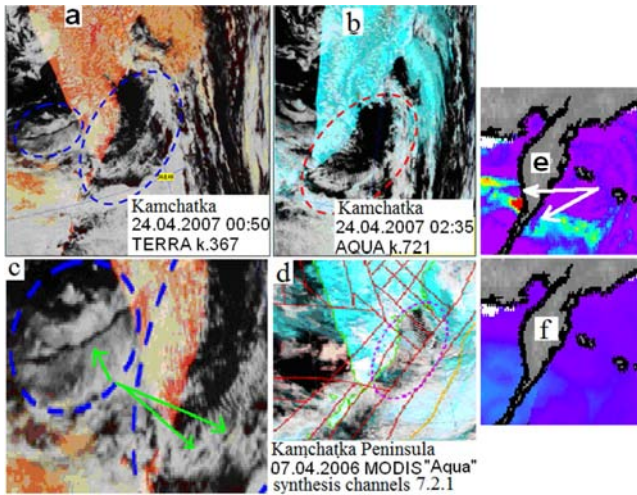 a
Kamchatka
24.04.2007 00:50
TERRA k.367
b
Kamchatka
24.04.2007 02:35
AQUA k.721
c
d
Kamchatka Peninsula
07.04.2006 MODIS "Aqua"
synthesis channels 7.2.1
e
f